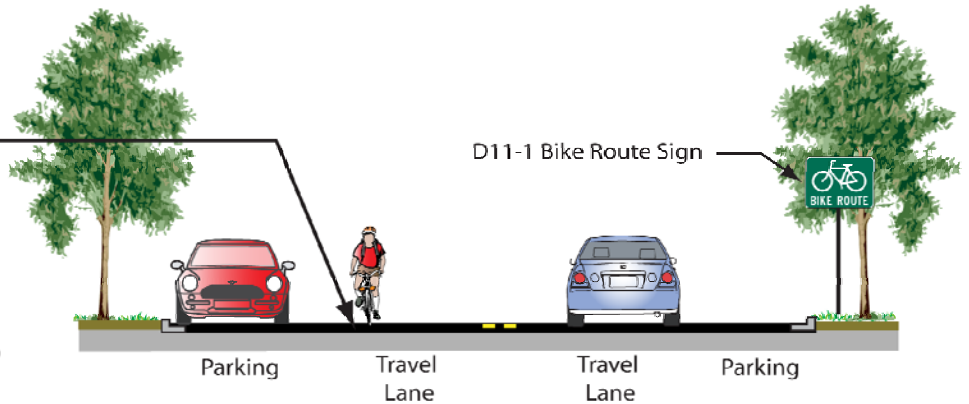 D11-1 Bike Route Sign
BIKE ROUTE
Parking
Travel
Lane
Travel
Lane
Parking